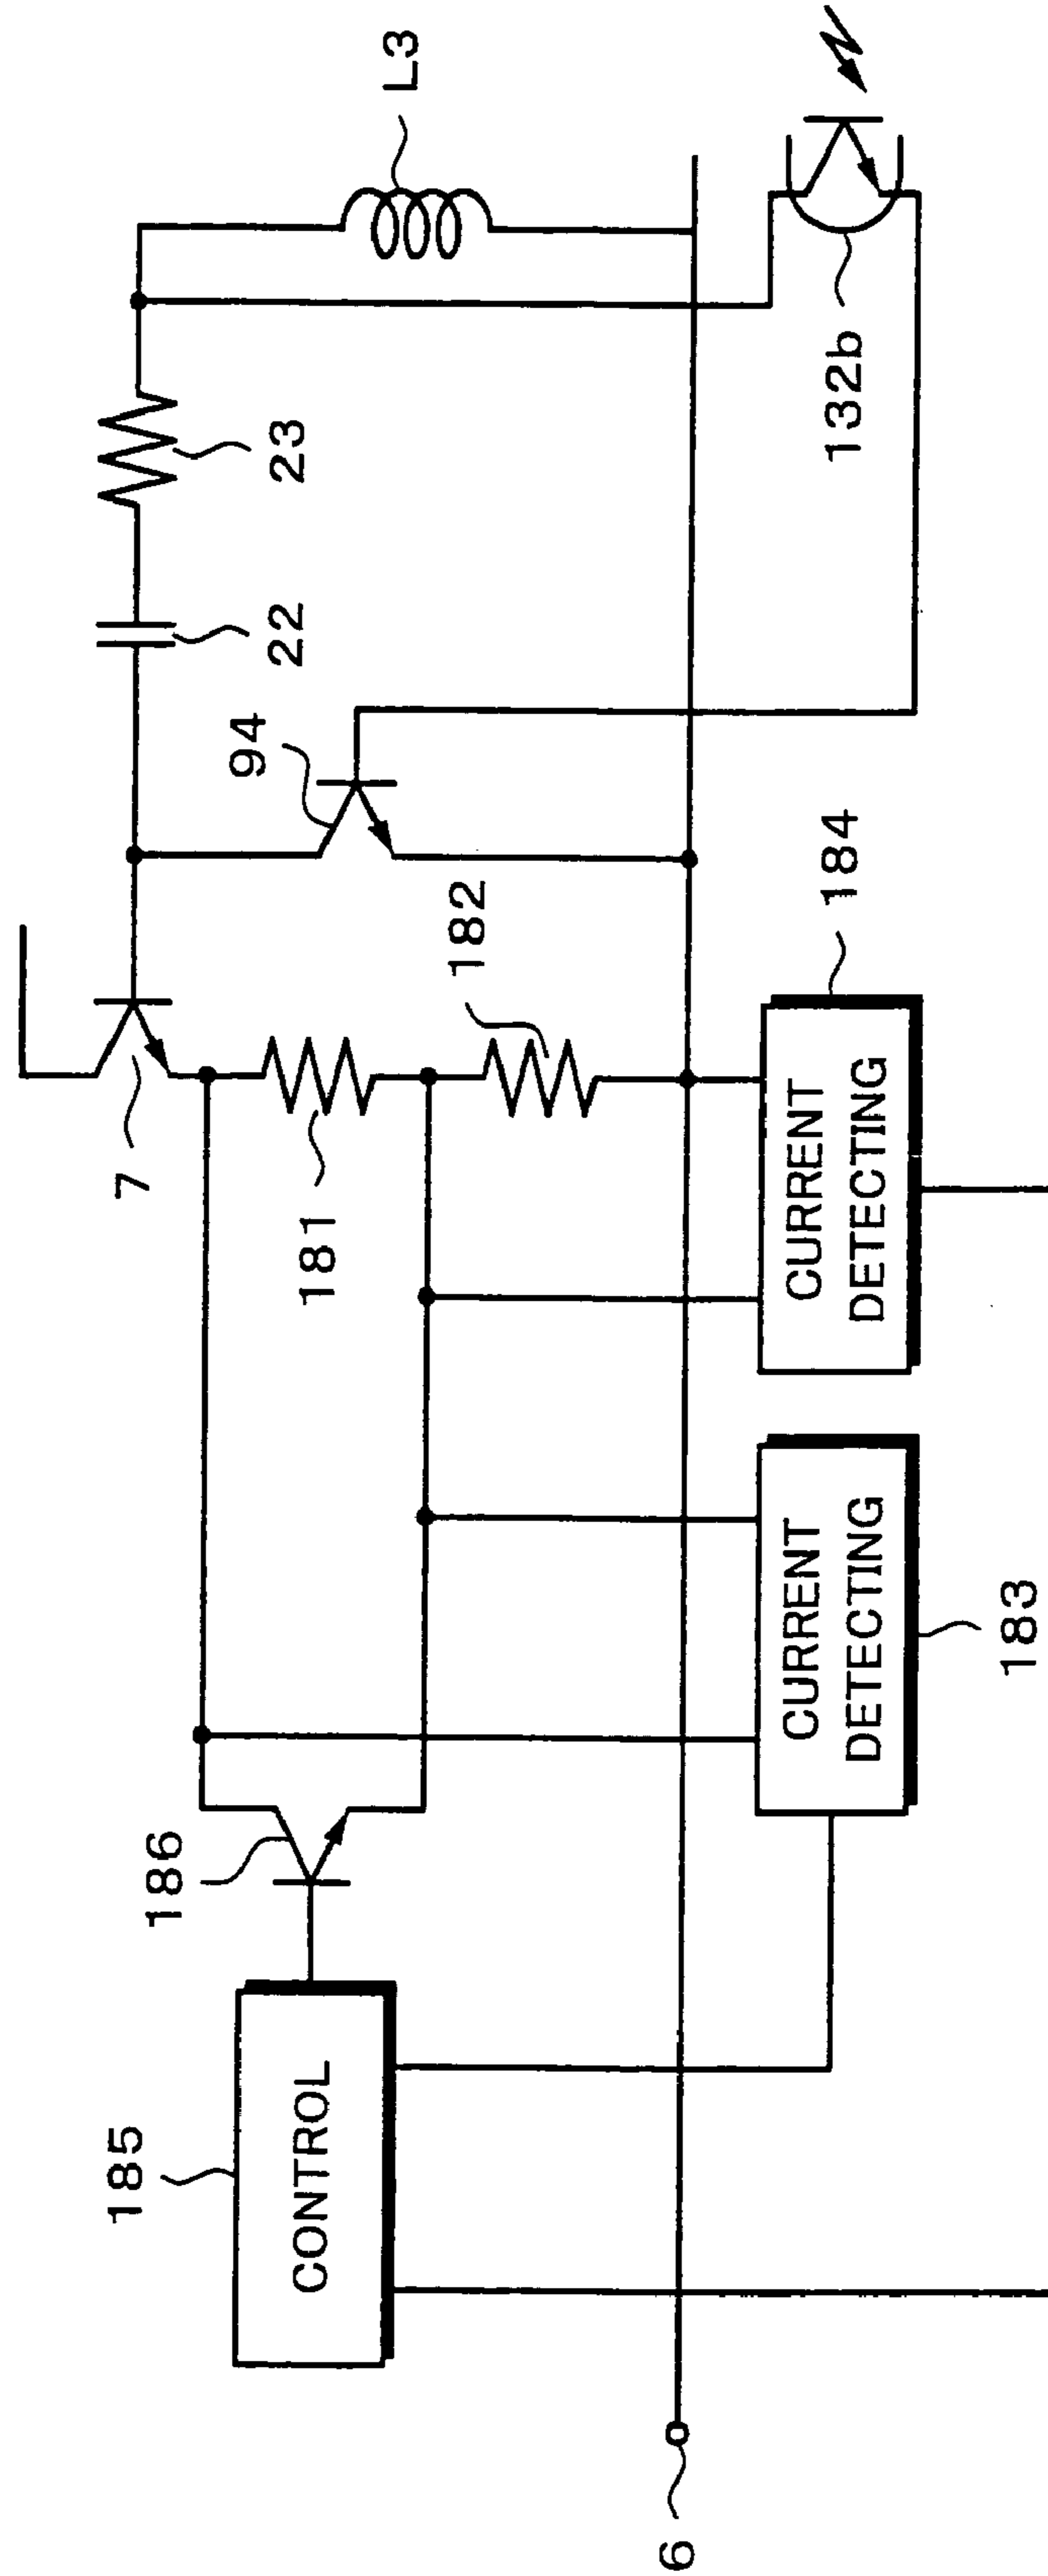 L3
23
22
94
132b
7
181
182
CURRENT
DETECTING
184
CURRENT
DETECTING
183
186
185
CONTROL
6